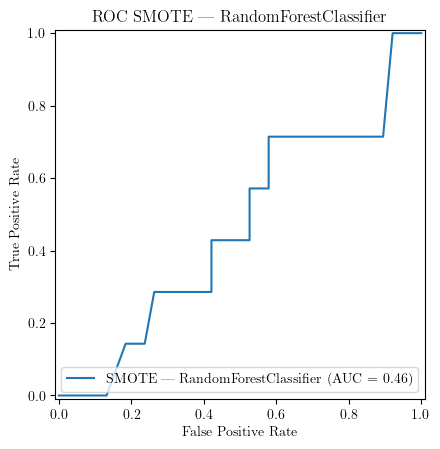 ROC SMOTE — RandomForestClassifier
1.0
0.8
0.6
0.4
0.2
0.0
True Positive Rate
SMOTE — RandomForestClassifier (AUC = 0.46)
0.0 0.2 0.4 0.6 0.8 1.0
False Positive Rate